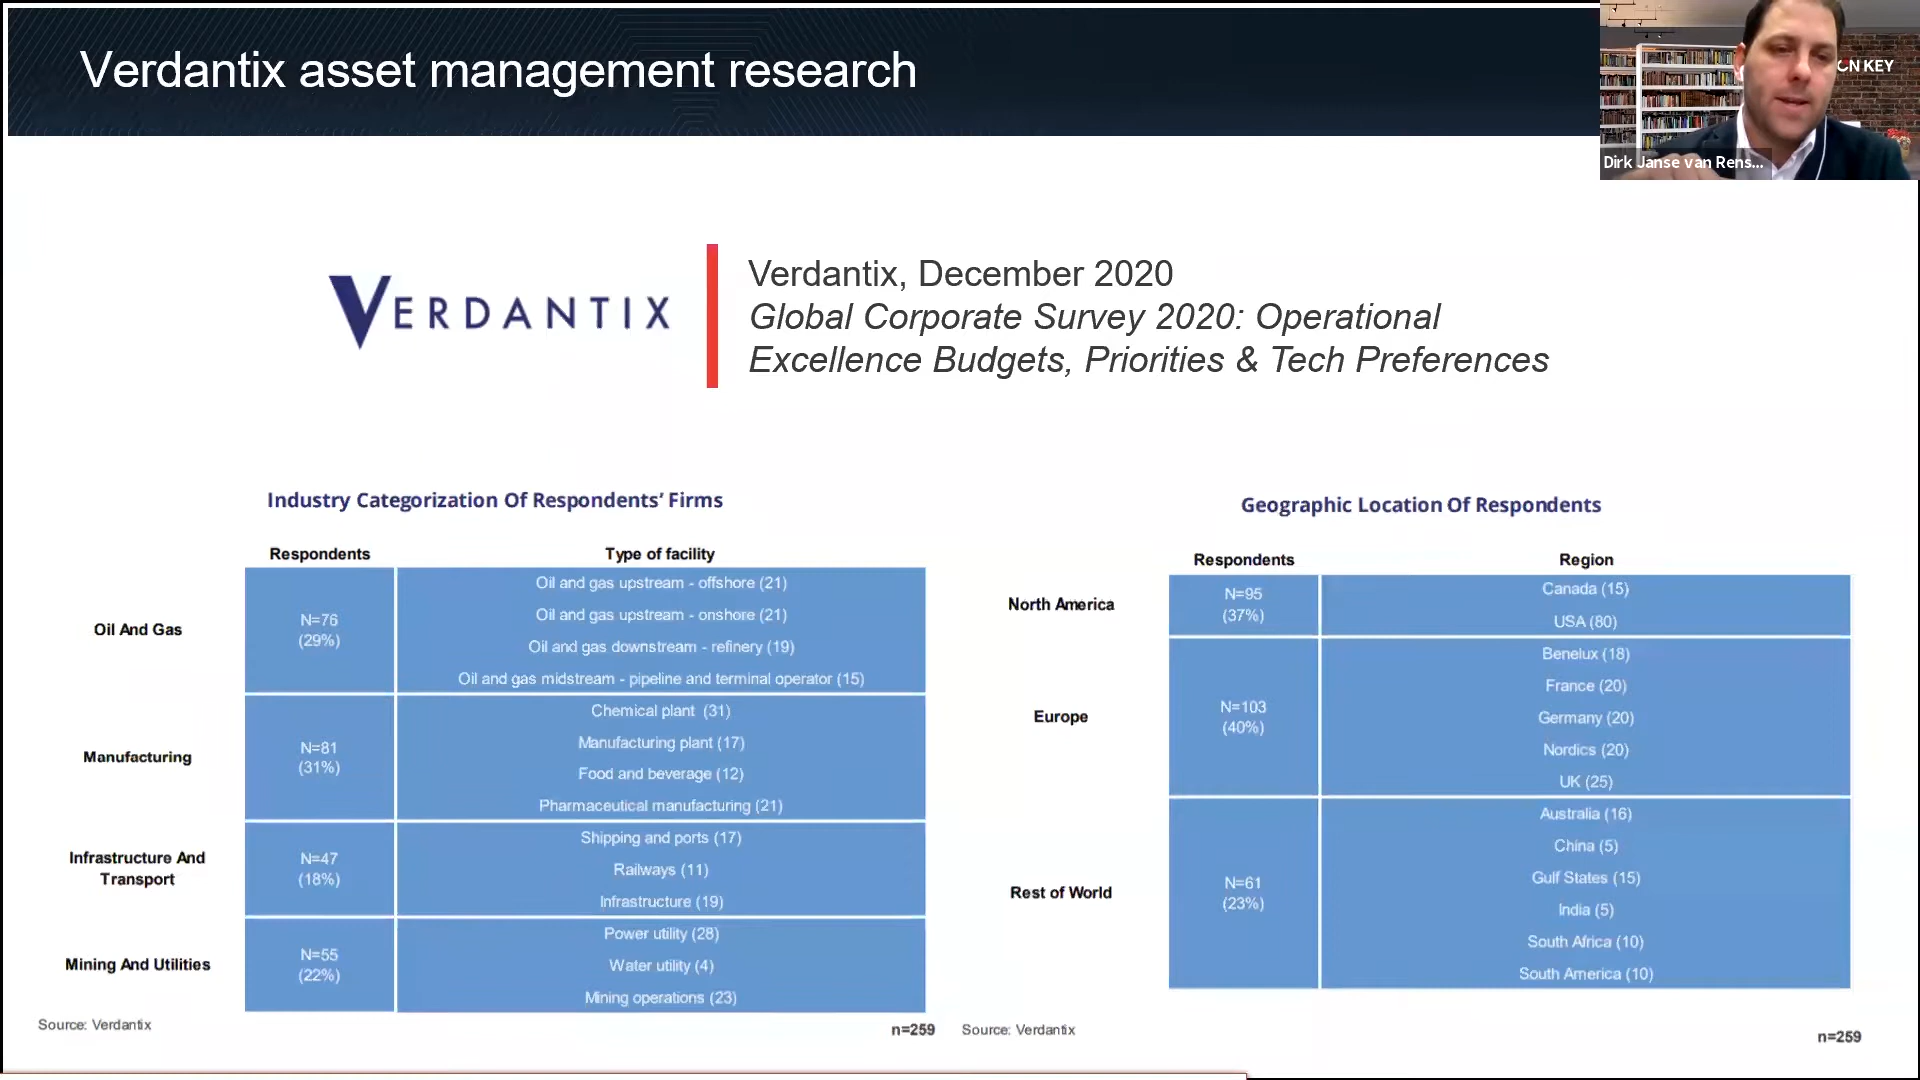 Verdantix asset management research
ON KEY
Dirk Janse van Rens...
VERDANTIX
Verdantix, December 2020
Global Corporate Survey 2020: Operational
Excellence Budgets, Priorities & Tech Preferences
Industry Categorization Of Respondents’ Firms
Respondents
Type of facility
Oil And Gas
N=76
(29%)
Oil and gas upstream - offshore (21)
Oil and gas upstream - onshore (21)
Oil and gas downstream - refinery (19)
Oil and gas midstream - pipeline and terminal operator (15)
Manufacturing
N=81
(31%)
Chemical plant (31)
Manufacturing plant (17)
Food and beverage (12)
Pharmaceutical manufacturing (21)
Infrastructure And
Transport
N=47
(18%)
Shipping and ports (17)
Railways (11)
Infrastructure (19)
Mining And Utilities
N=55
(22%)
Power utility (28)
Water utility (4)
Mining operations (23)
Source: Verdantix
n=259
Geographic Location Of Respondents
Respondents
Region
North America
N=95
(37%)
Canada (15)
USA (80)
Europe
N=103
(40%)
Benelux (18)
France (20)
Germany (20)
Nordics (20)
UK (25)
Rest of World
N=61
(23%)
Australia (16)
China (5)
Gulf States (15)
India (5)
South Africa (10)
South America (10)
Source: Verdantix
n=259